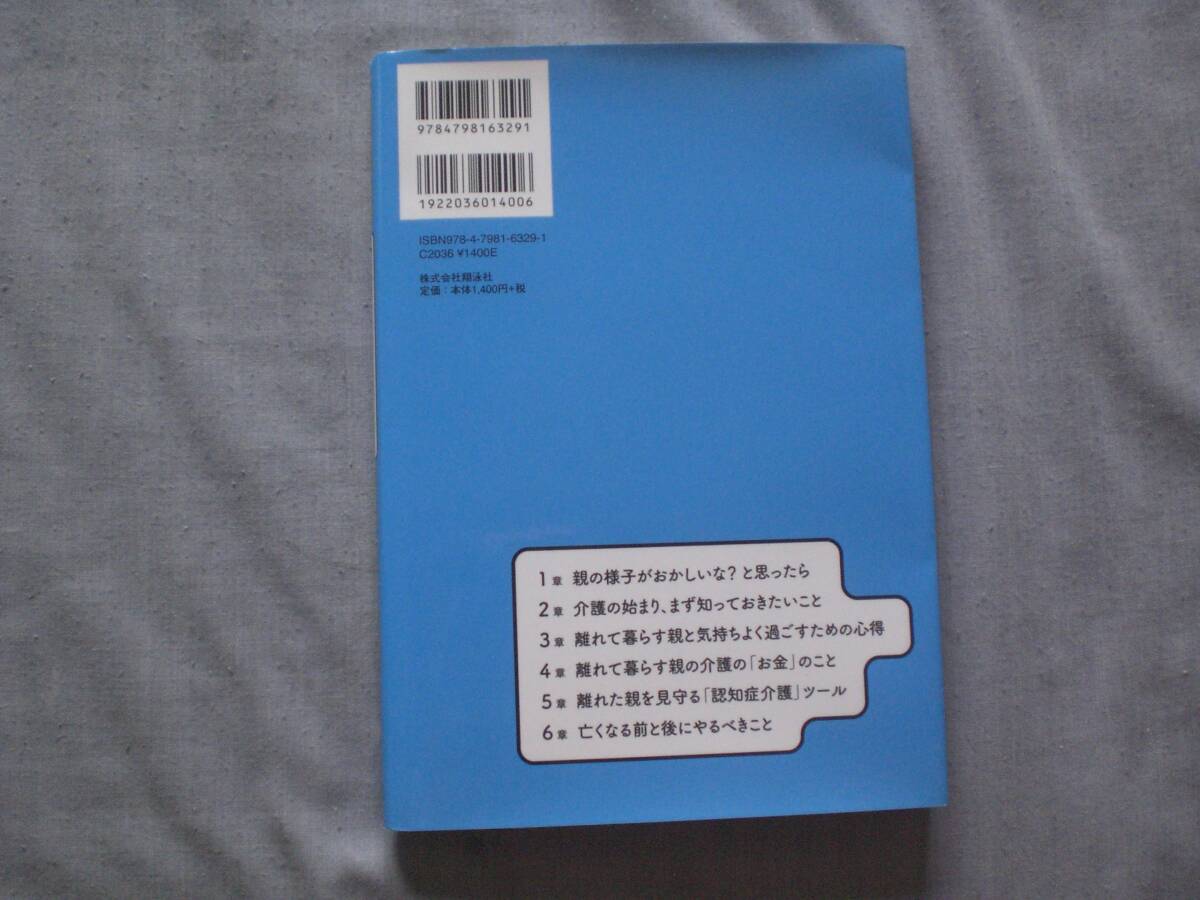 9784798163291
1922036014006
ISBN978-4-7981-6329-1
C2036 ¥1400E
株式会社翔泳社
定価：本体1,400円+税
1章 親の様子がおかしいな？と思ったら
2章 介護の始まり、まず知っておきたいこと
3章 離れて暮らす親と気持ちよく過ごすための心得
4章 離れて暮らす親の介護の「お金」のこと
5章 離れた親を見守る「認知症介護」ツール
6章 亡くなる前と後にやるべきこと